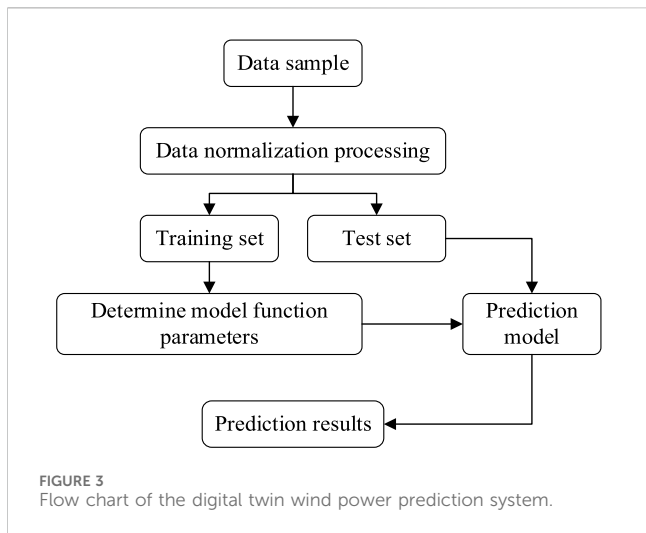 Data sample
Data normalization processing
Training set
Test set
Determine model function
parameters
Prediction
model
Prediction results
FIGURE 3
Flow chart of the digital twin wind power prediction system.